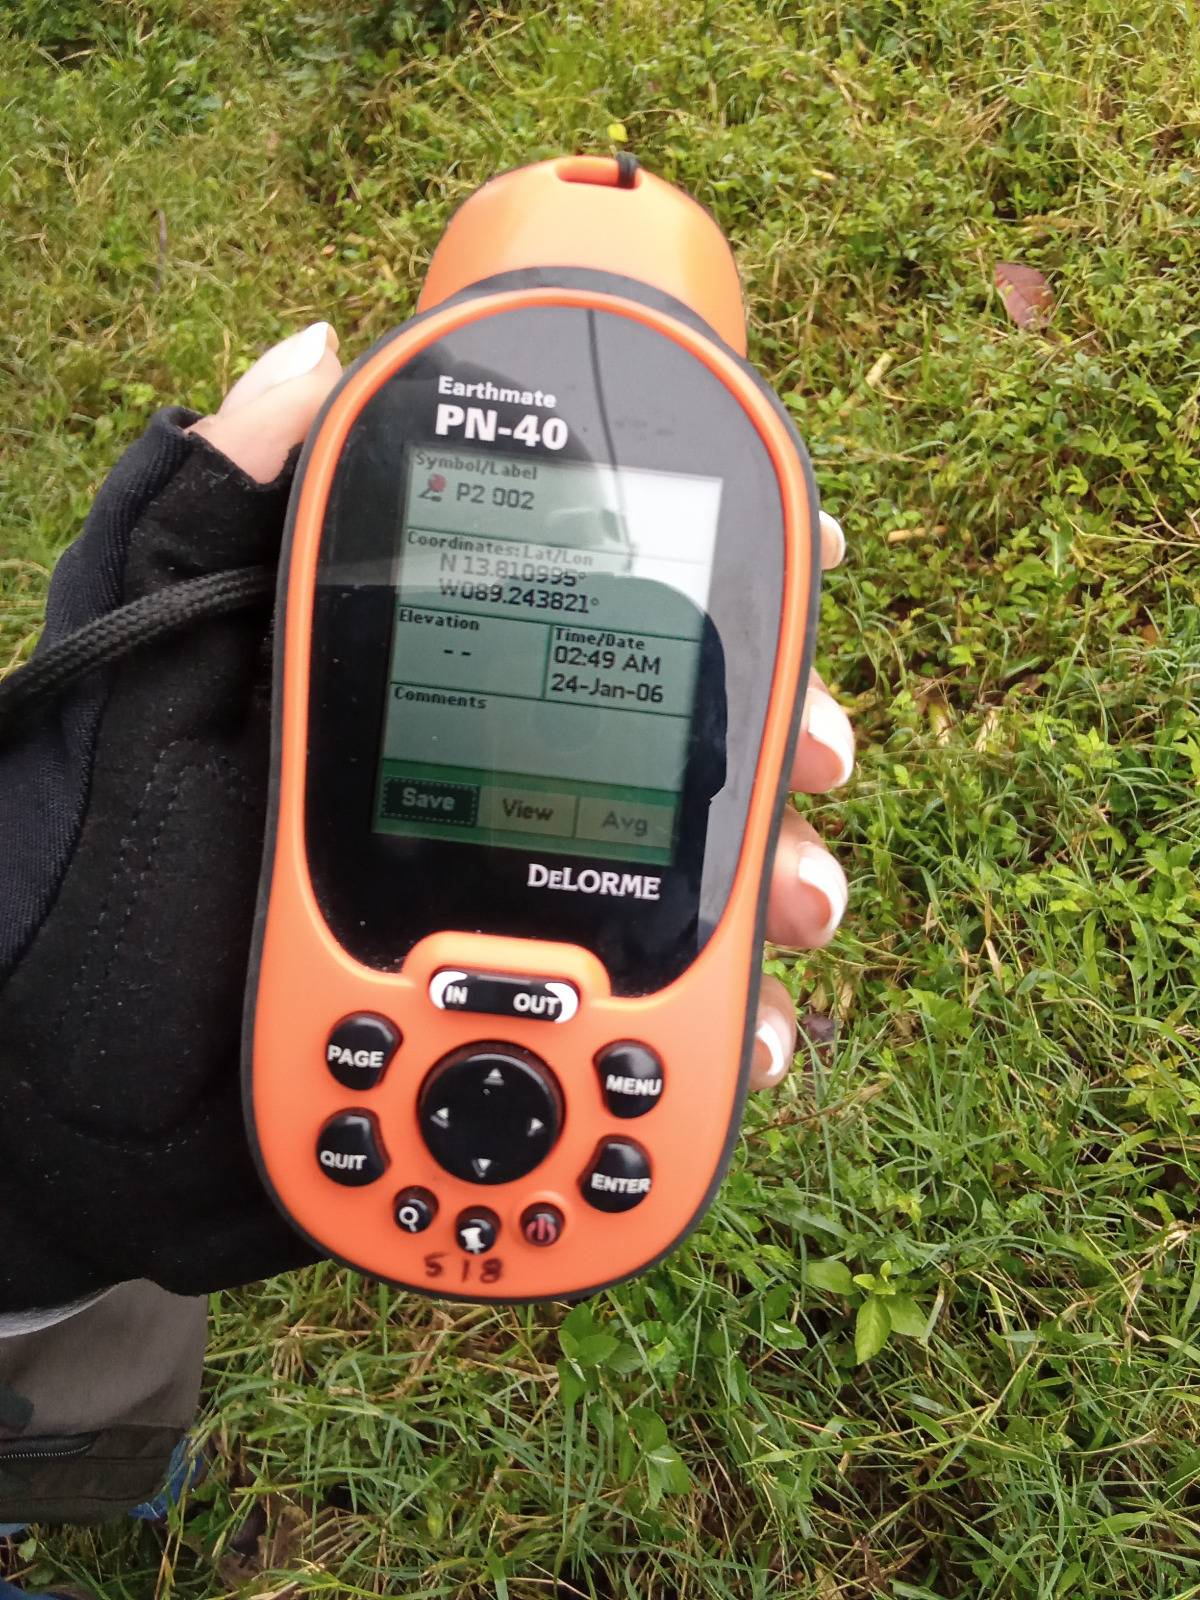 Earthmate
PN-40
Symbol/Label
P2 002
Coordinates: Lat/Lon
N 13.810995°
W089.243821°
Elevation
--
Time/Date
02:49 AM
24-Jan-06
Comments
Save View Avg
DELORME
IN OUT
PAGE MENU
QUIT ENTER
518